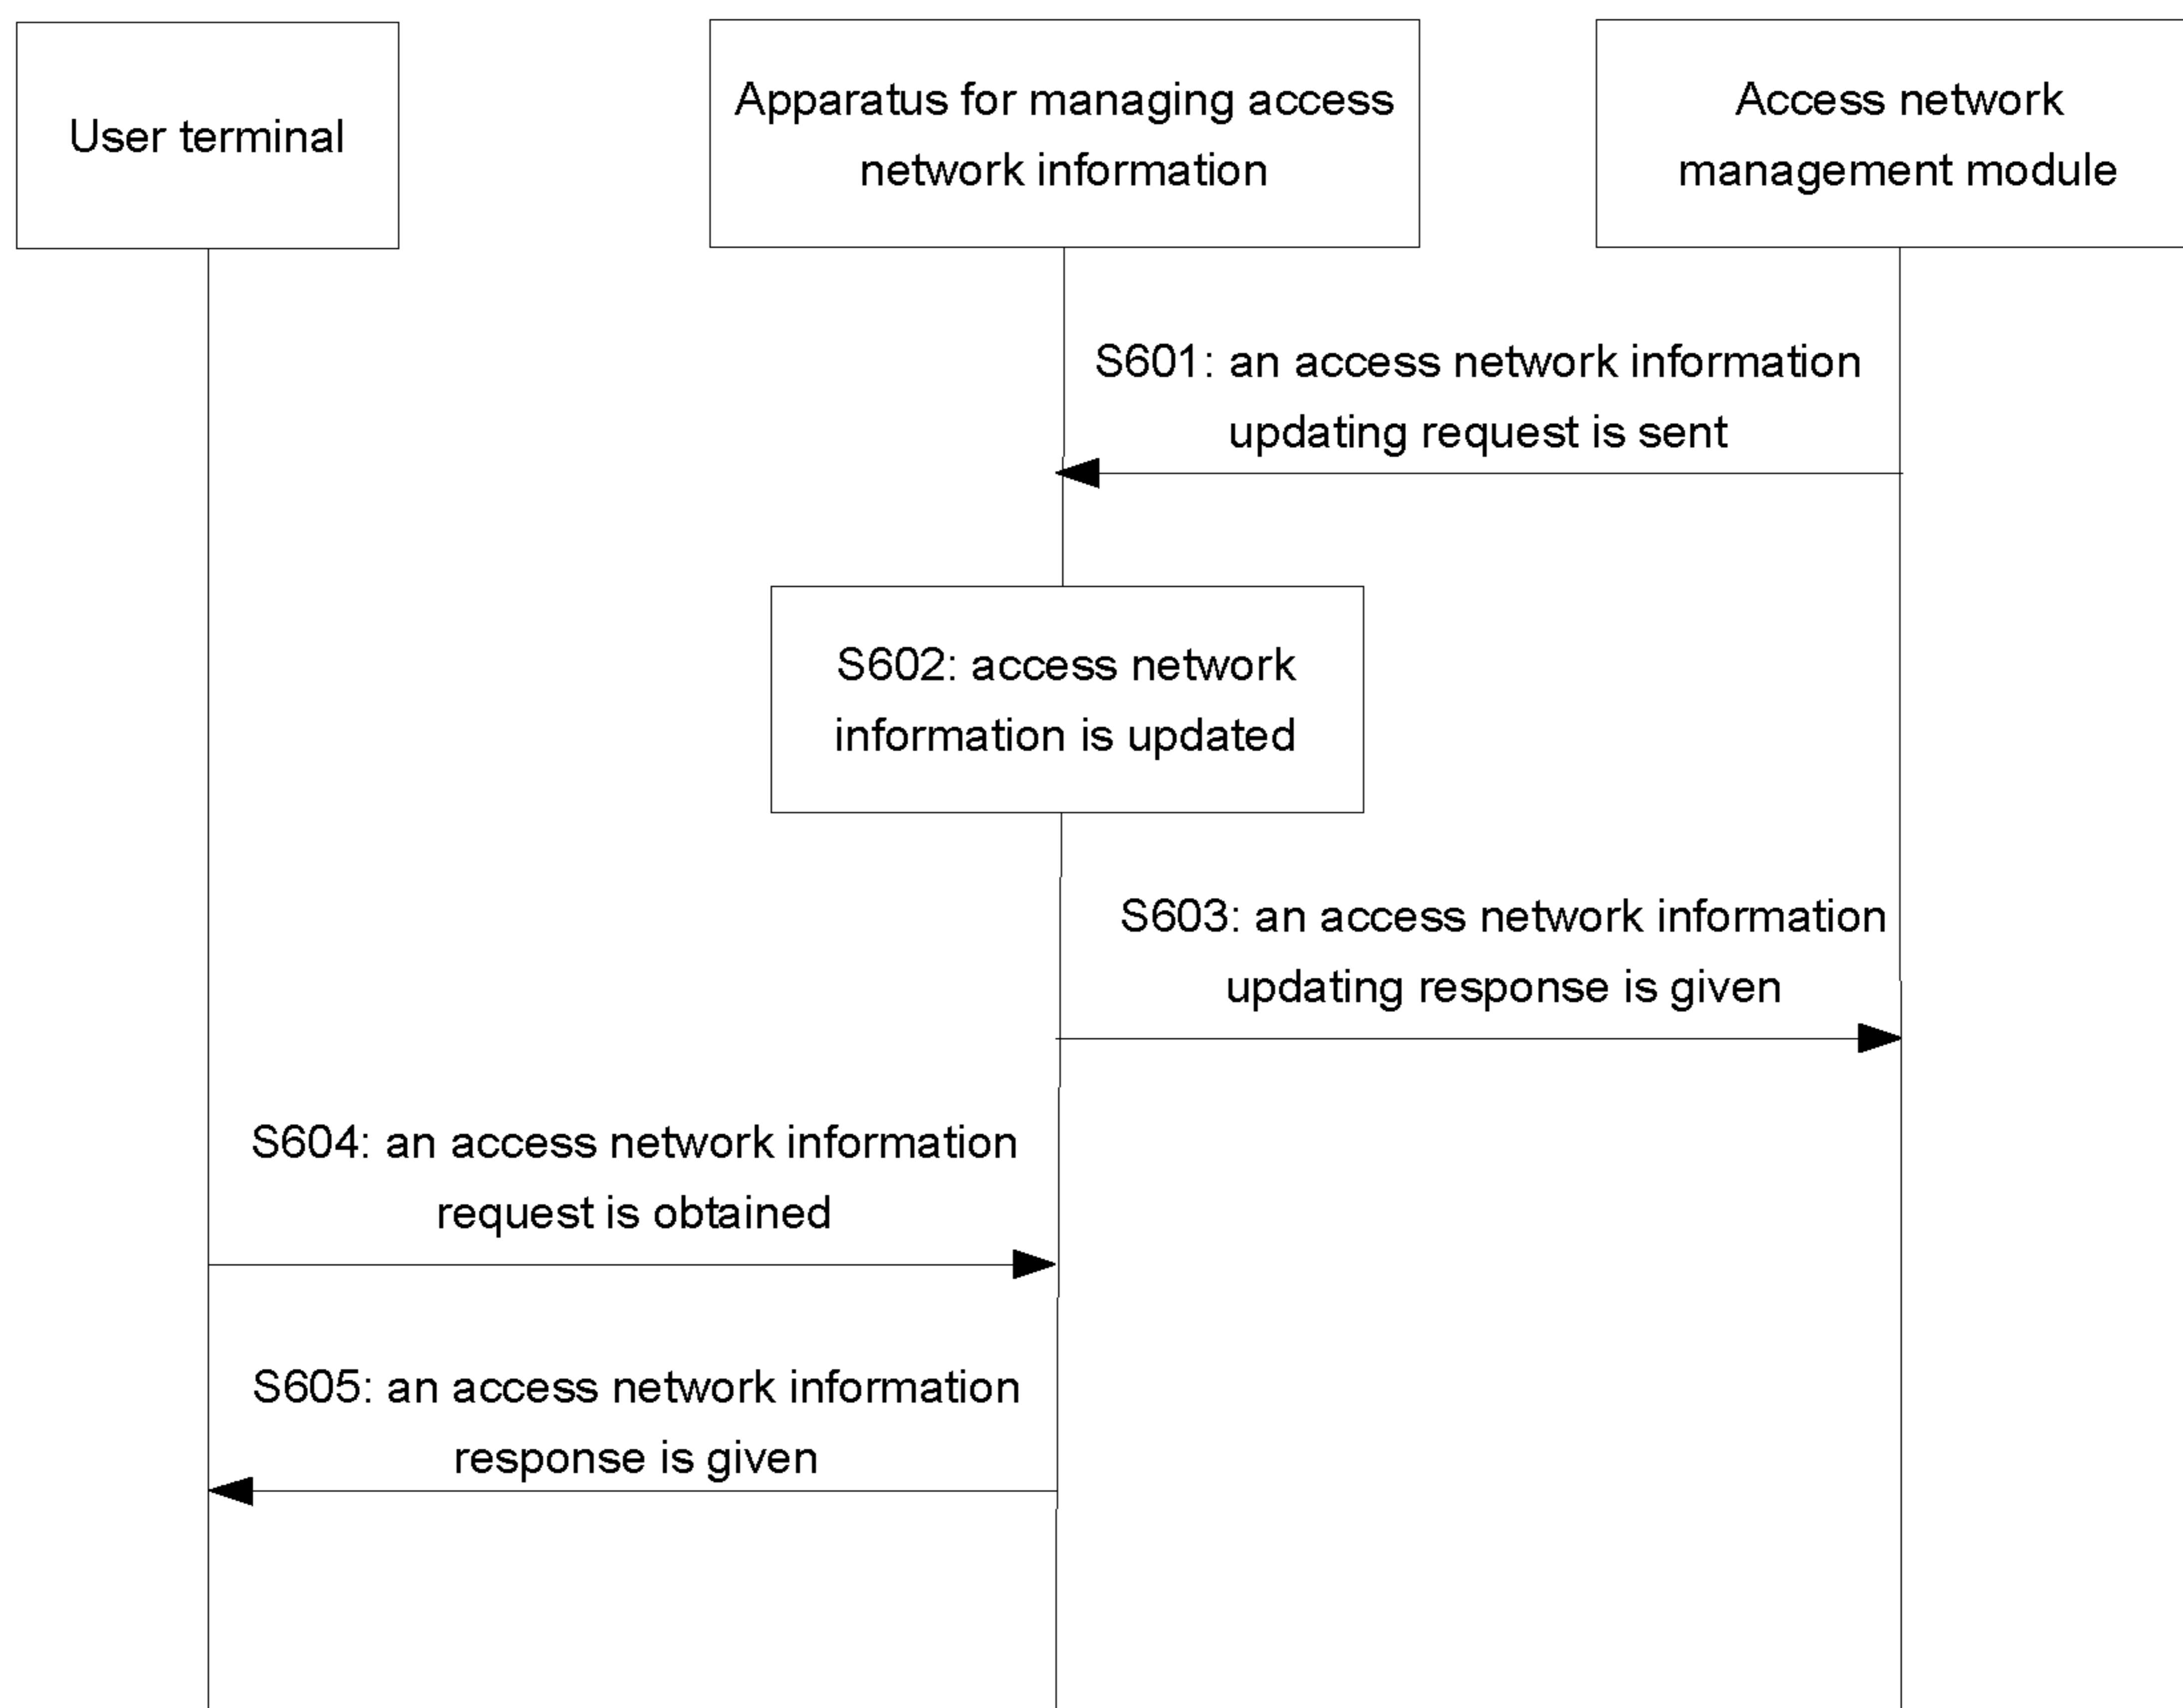 User terminal
Apparatus for managing access
network information
Access network
management module
S601: an access network information
updating request is sent
S602: access network
information is updated
S603: an access network information
updating response is given
S604: an access network information
request is obtained
S605: an access network information
response is given